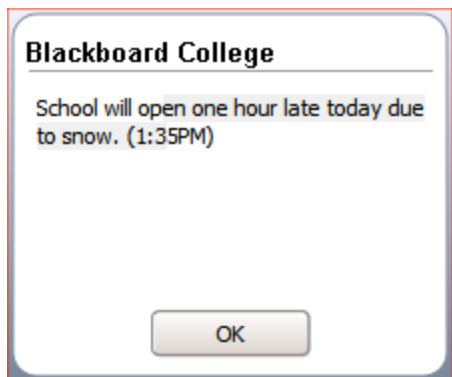 Blackboard College
School will open one hour late today due
to snow. (1:35PM)
OK